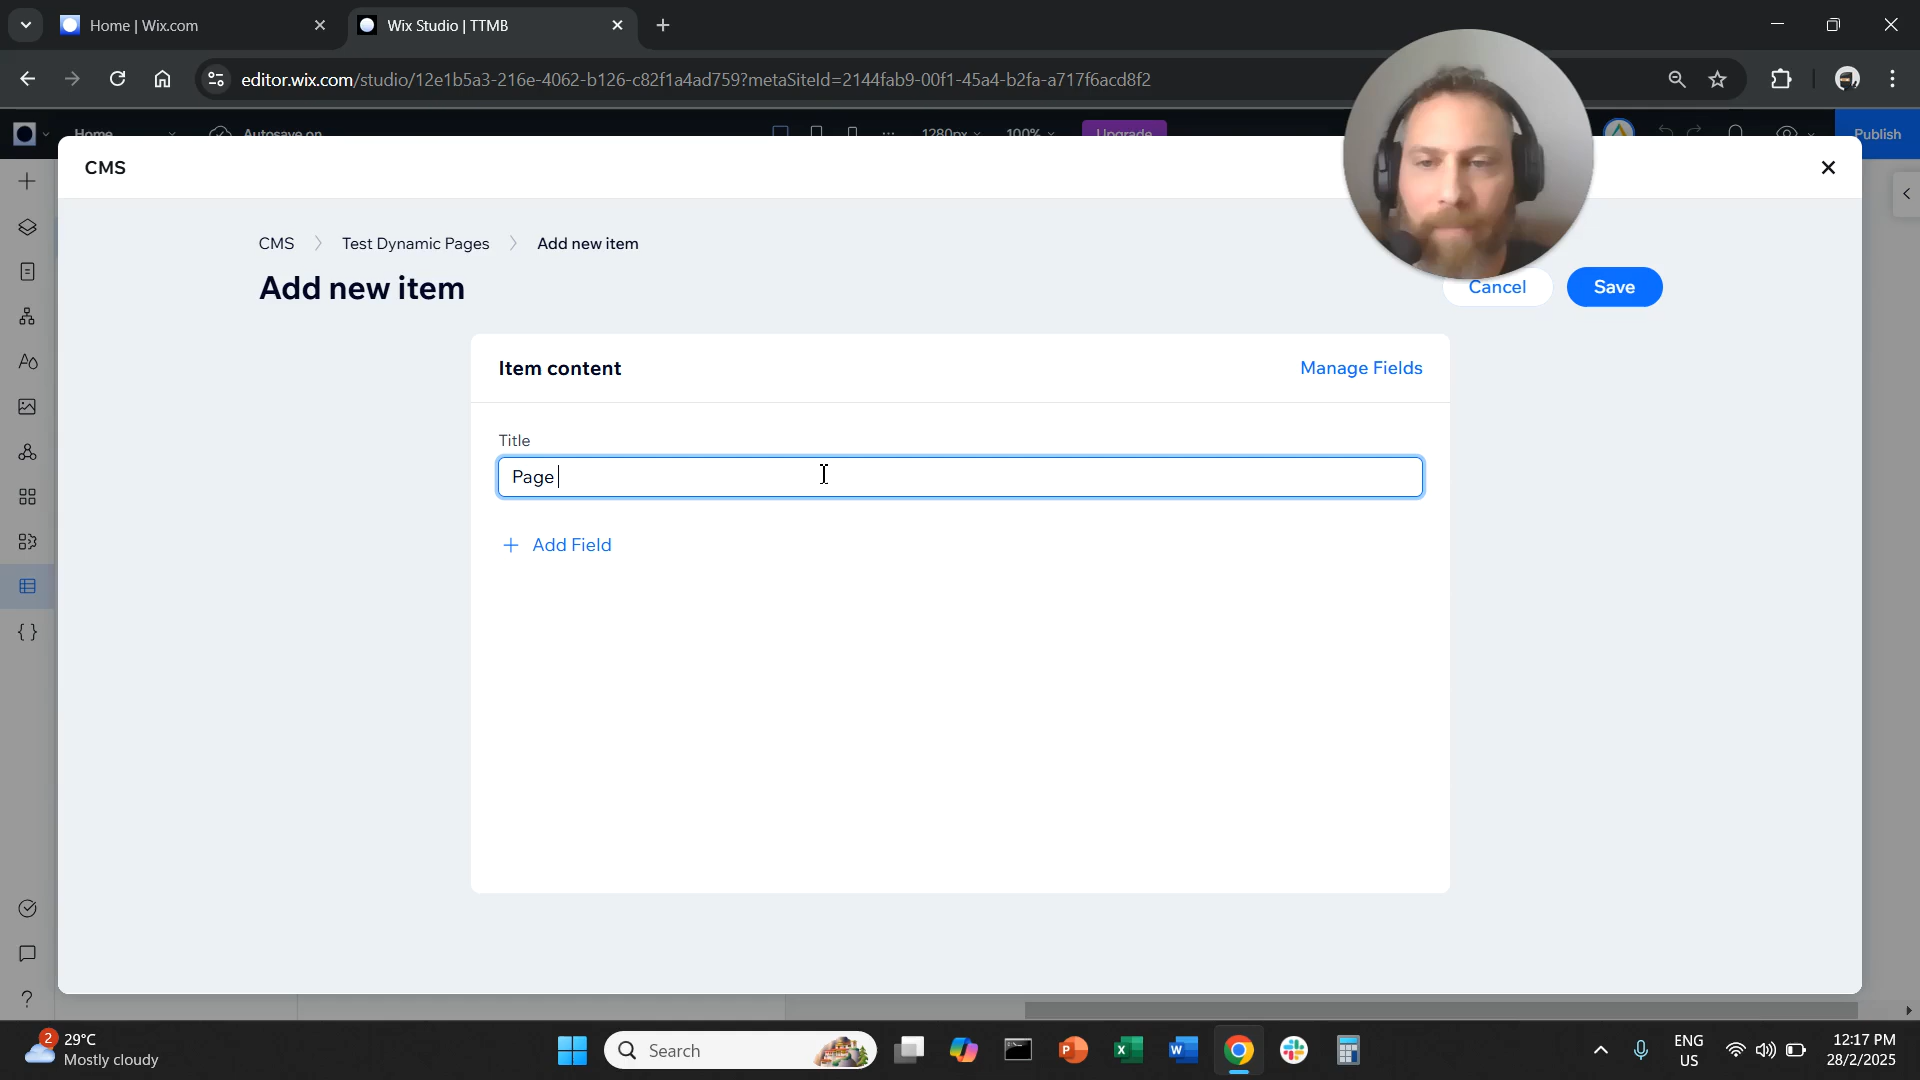 Home | Wix.com
Wix Studio | TTMB
editor.wix.com/studio/12e1b5a3-216e-4062-b126-c82f1a4ad759?metaSiteId=2144fab9-00f1-45a4-b2fa-a717f6acd8f2
Home
Autosave on
1280px
100%
Upgrade
Publish
CMS
CMS
Test Dynamic Pages
Add new item
Add new item
Cancel
Save
Item content
Manage Fields
Title
Page
+ Add Field
2
29°C
Mostly cloudy
Search
ENG
US
12:17 PM
28/2/2025